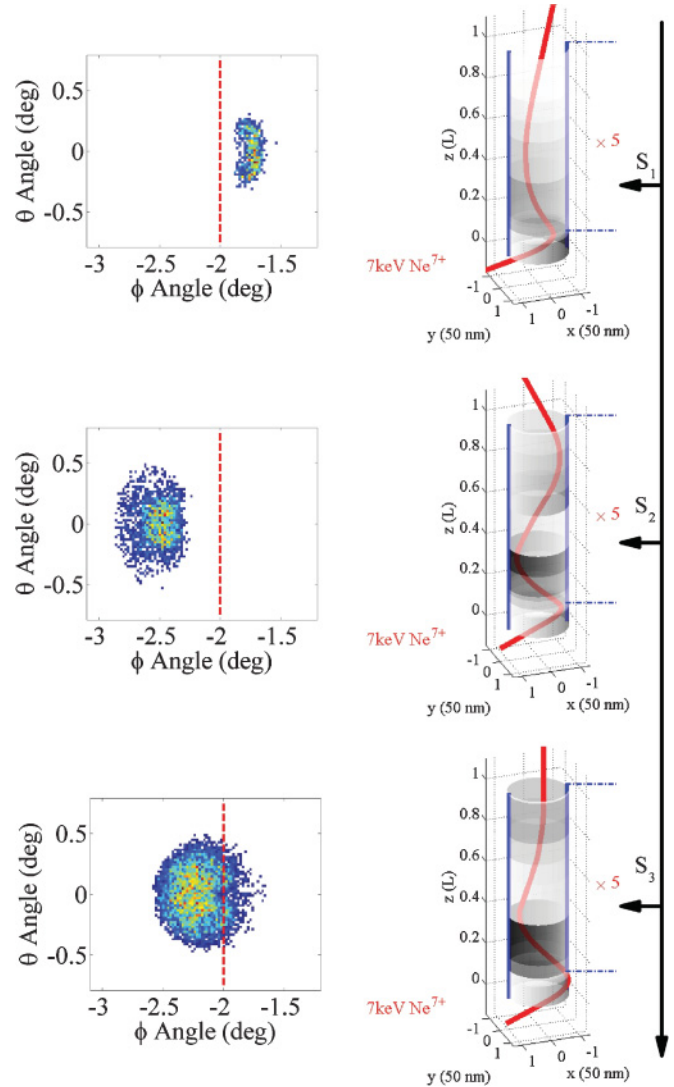 0.5
0
-0.5
θ Angle (deg)
-3 -2.5 -2 -1.5
ϕ Angle (deg)
1
0.8
0.6
0.4
0.2
0
z (L)
× 5
S1
7keV Ne7+
-1
0
1
y (50 nm)
1 0 -1
x (50 nm)
0.5
0
-0.5
θ Angle (deg)
-3 -2.5 -2 -1.5
ϕ Angle (deg)
1
0.8
0.6
0.4
0.2
0
z (L)
× 5
S2
7keV Ne7+
-1
0
1
y (50 nm)
1 0 -1
x (50 nm)
0.5
0
-0.5
θ Angle (deg)
-3 -2.5 -2 -1.5
ϕ Angle (deg)
1
0.8
0.6
0.4
0.2
0
z (L)
× 5
S3
7keV Ne7+
-1
0
1
y (50 nm)
1 0 -1
x (50 nm)